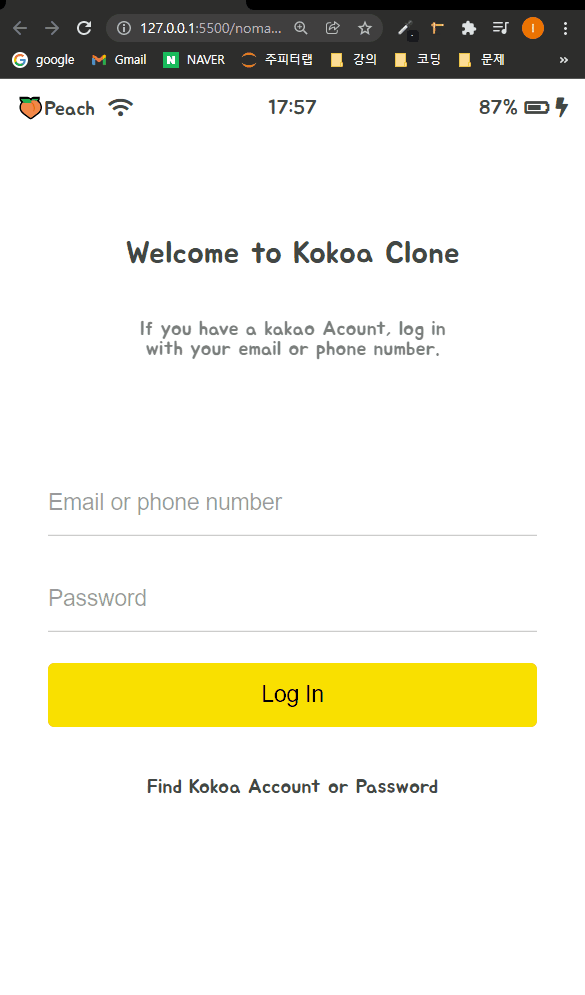 127.0.0.1:5500/noma...
I
google
Gmail
NAVER
주피터랩
강의
코딩
문제
»
Peach
17:57
87%
Welcome to Kokoa Clone
If you have a kakao Acount, log in
with your email or phone number.
Email or phone number
Password
Log In
Find Kokoa Account or Password